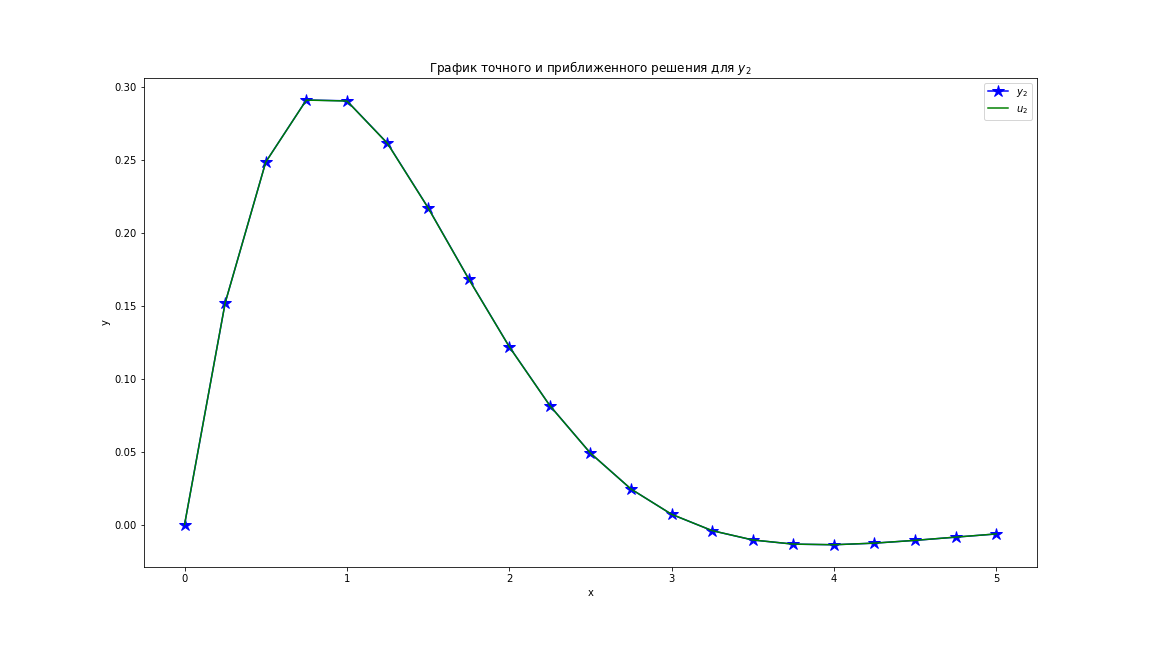 График точного и приближенного решения для $y_2$
y₂
u₂
0.30
0.25
0.20
0.15
0.10
0.05
0.00
y
0 1 2 3 4 5
x